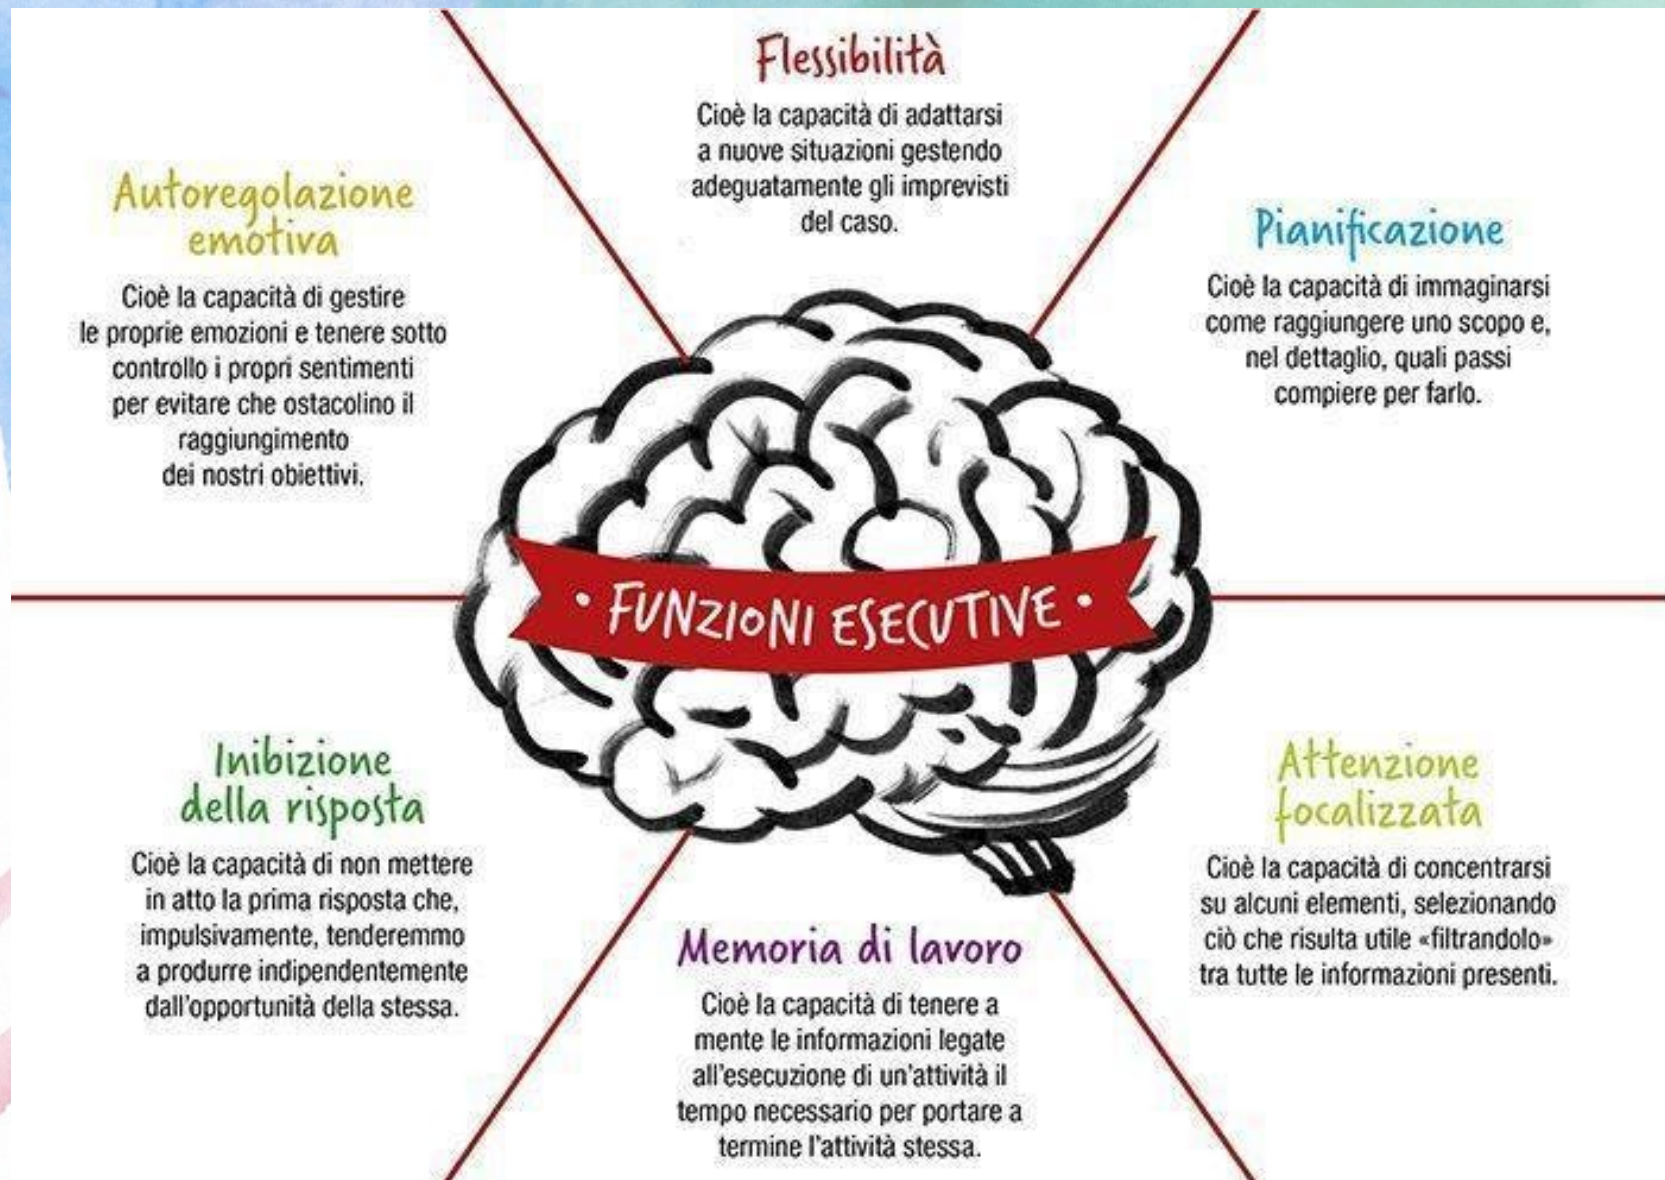 Flessibilità
Cioè la capacità di adattarsi
a nuove situazioni gestendo
adeguatamente gli imprevisti
del caso.
Autoregolazione
emotiva
Cioè la capacità di gestire
le proprie emozioni e tenere sotto
controllo i propri sentimenti
per evitare che ostacolino il
raggiungimento
dei nostri obiettivi.
Pianificazione
Cioè la capacità di immaginarsi
come raggiungere uno scopo e,
nel dettaglio, quali passi
compiere per farlo.
• FUNZIONI ESECUTIVE •
Inibizione
della risposta
Cioè la capacità di non mettere
in atto la prima risposta che,
impulsivamente, tenderemmo
a produrre indipendentemente
dall'opportunità della stessa.
Memoria di lavoro
Cioè la capacità di tenere a
mente le informazioni legate
all'esecuzione di un'attività il
tempo necessario per portare a
termine l'attività stessa.
Attenzione
focalizzata
Cioè la capacità di concentrarsi
su alcuni elementi, selezionando
ciò che risulta utile «filtrandolo»
tra tutte le informazioni presenti.